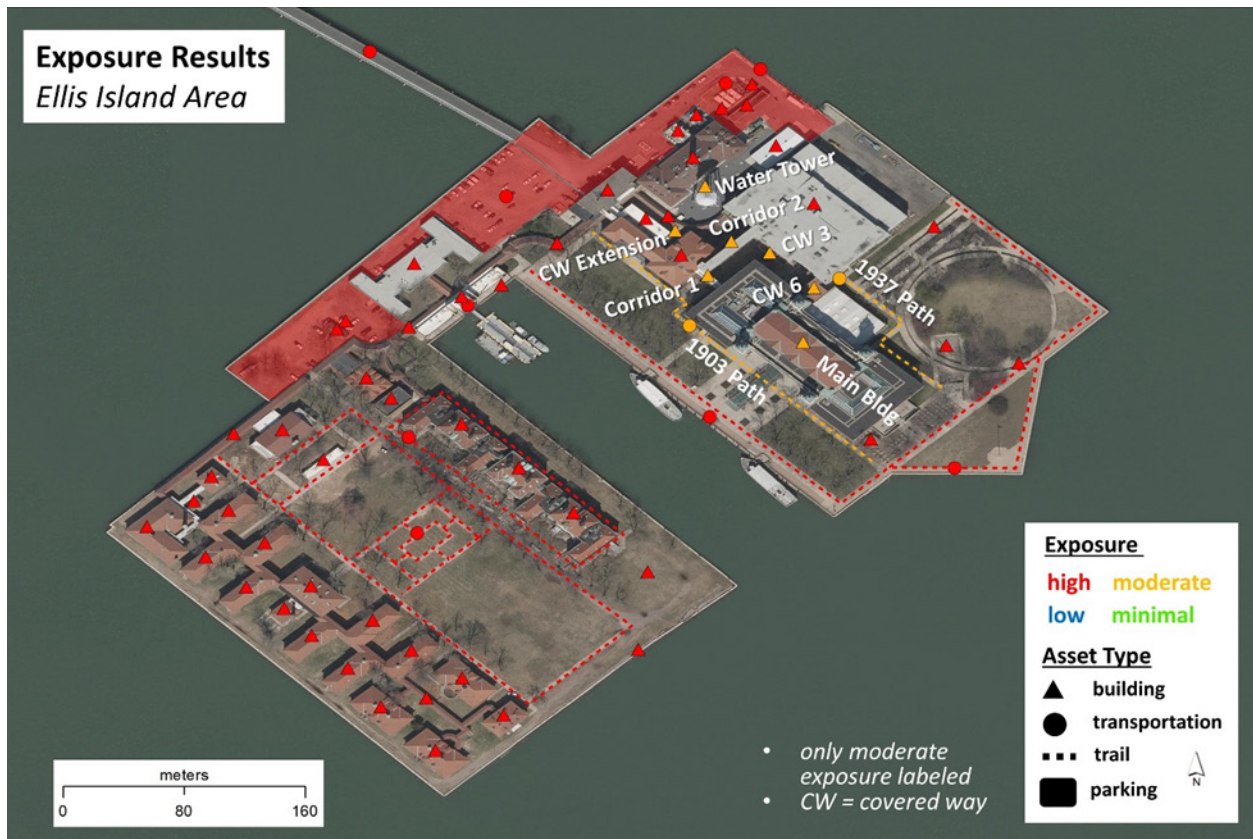 Exposure Results
Ellis Island Area
Water Tower
Corridor 2
CW Extension
CW 3
Corridor 1
CW 6
1937 Path
1903 Path
Main Bldg
Exposure
high moderate
low minimal
Asset Type
building
transportation
trail
parking
N
• only moderate
exposure labeled
• CW = covered way
meters
0 80 160